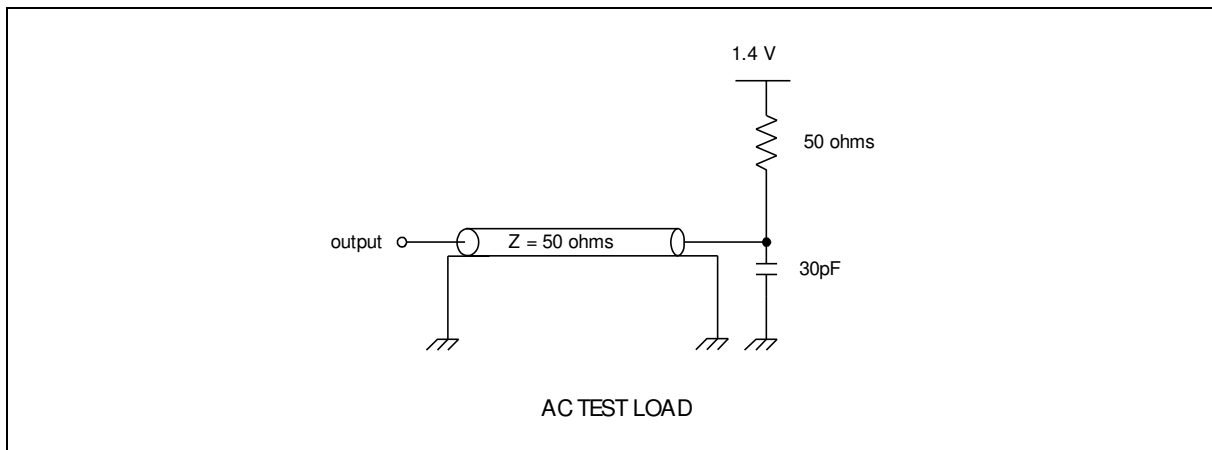 1.4 V
50 ohms
output
Z = 50 ohms
30pF
AC TEST LOAD